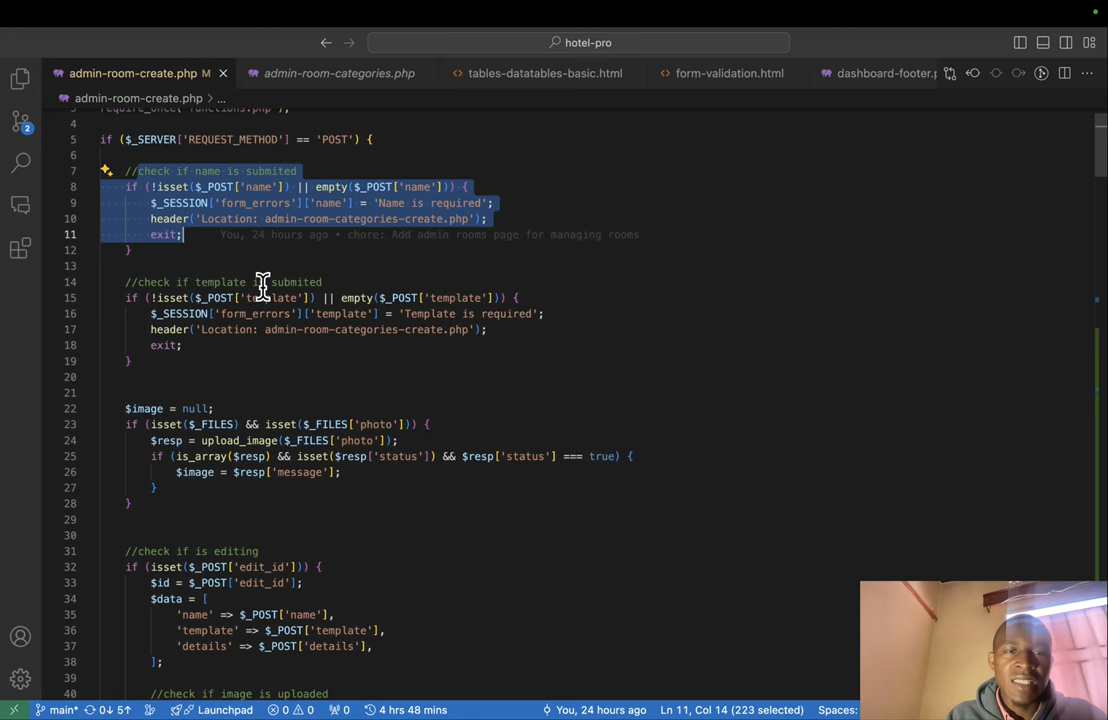 hotel-pro
admin-room-create.php M
admin-room-categories.php
tables-datatables-basic.html
form-validation.html
dashboard-footer.p
admin-room-create.php > ...
require_once("functions.php");
4
5 if ($_SERVER['REQUEST_METHOD'] == 'POST') {
6
7 //check if name is submited
8 if (!isset($_POST['name']) || empty($_POST['name'])) {
9 $_SESSION['form_errors']['name'] = 'Name is required';
10 header('Location: admin-room-categories-create.php');
11 exit; You, 24 hours ago • chore: Add admin rooms page for managing rooms
12 }
13
14 //check if template is submited
15 if (!isset($_POST['template']) || empty($_POST['template'])) {
16 $_SESSION['form_errors']['template'] = 'Template is required';
17 header('Location: admin-room-categories-create.php');
18 exit;
19 }
20
21
22 $image = null;
23 if (isset($_FILES) && isset($_FILES['photo'])) {
24 $resp = upload_image($_FILES['photo']);
25 if (is_array($resp) && isset($resp['status']) && $resp['status'] === true) {
26 $image = $resp['message'];
27 }
28 }
29
30
31 //check if is editing
32 if (isset($_POST['edit_id'])) {
33 $id = $_POST['edit_id'];
34 $data = [
35 'name' => $_POST['name'],
36 'template' => $_POST['template'],
37 'details' => $_POST['details'],
38 ];
39
40 //check if image is uploaded
2
main* 0↓ 5↑ Launchpad 0 0 0 4 hrs 48 mins You, 24 hours ago Ln 11, Col 14 (223 selected) Spaces: